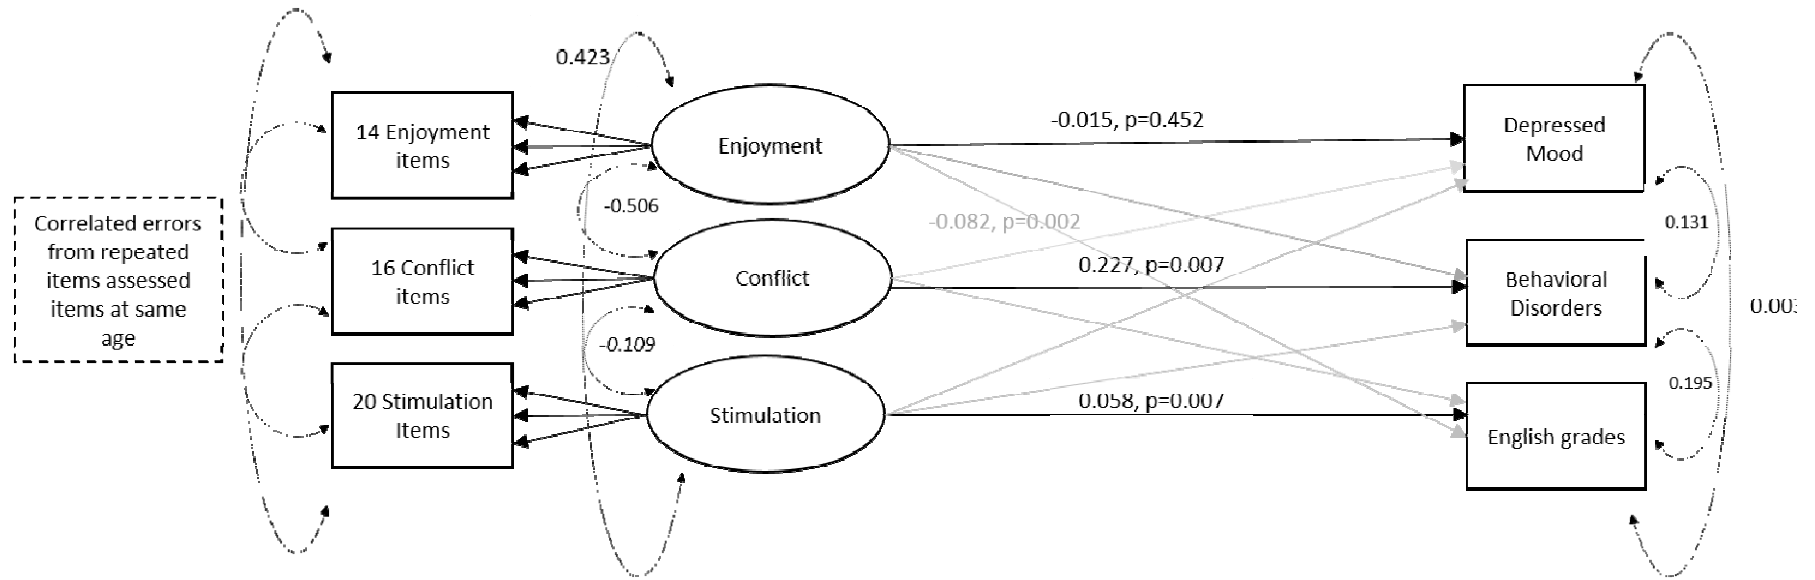 0.423
14 Enjoyment
items
Enjoyment
-0.015, p=0.452
Depressed
Mood
Correlated errors
from repeated
items assessed
items at same
age
-0.506
-0.082, p=0.002
0.131
16 Conflict
items
Conflict
0.227, p=0.007
Behavioral
Disorders
0.003
-0.109
20 Stimulation
Items
Stimulation
0.058, p=0.007
0.195
English grades